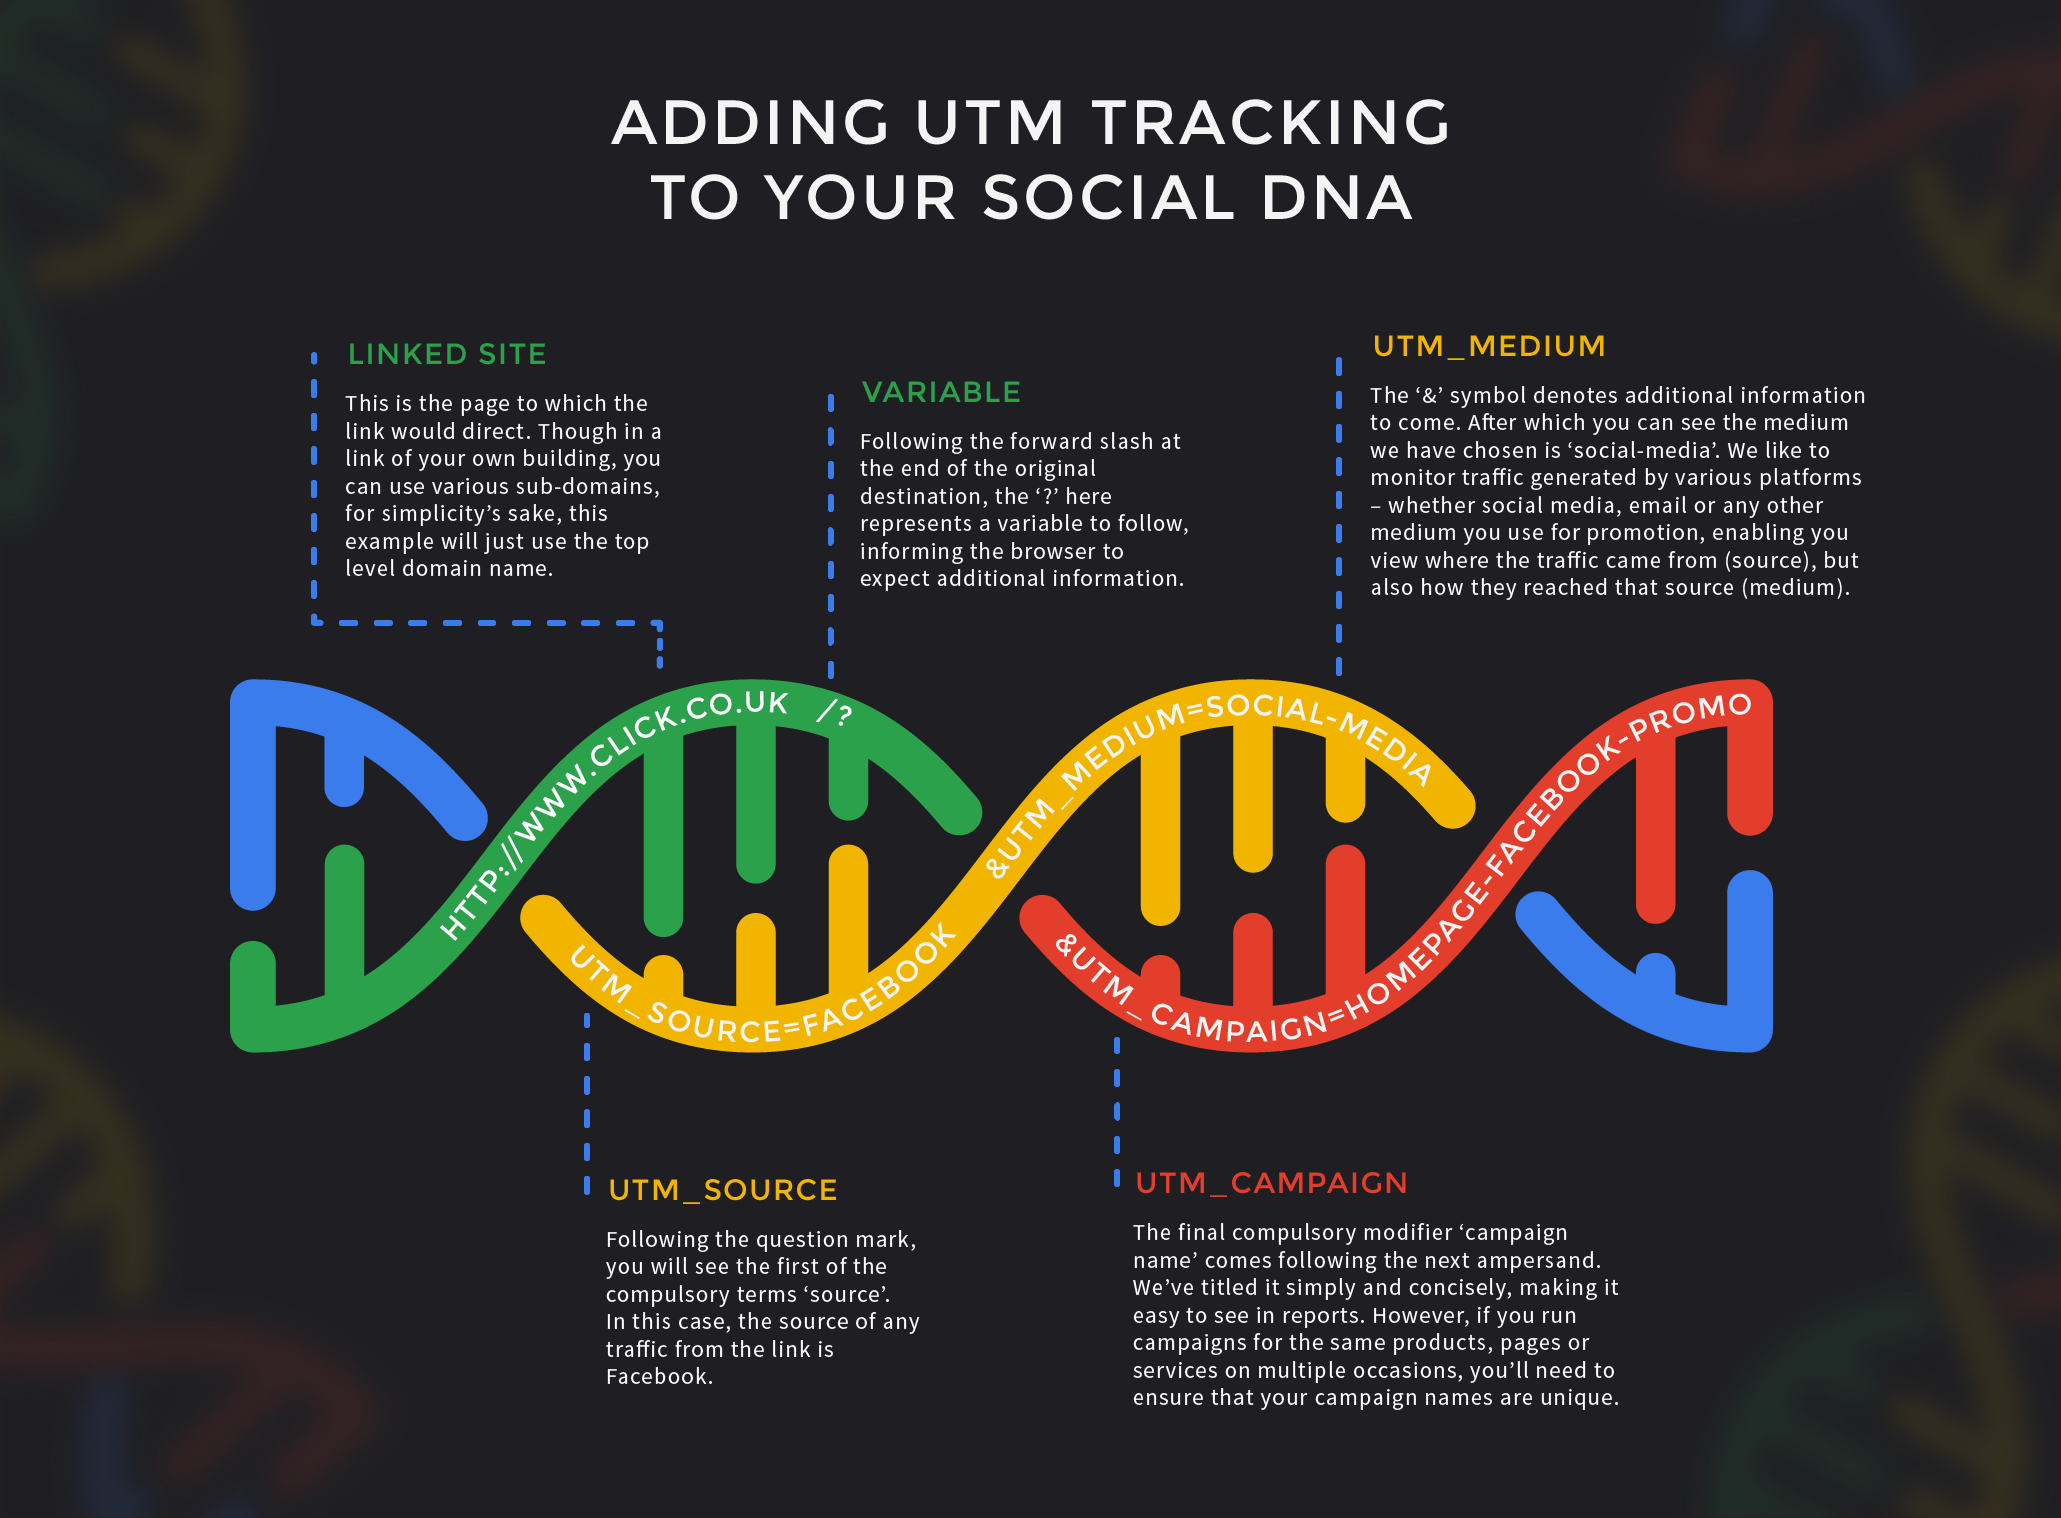 ADDING UTM TRACKING
TO YOUR SOCIAL DNA
LINKED SITE
This is the page to which the
link would direct. Though in a
link of your own building, you
can use various sub-domains,
for simplicity’s sake, this
example will just use the top
level domain name.
VARIABLE
Following the forward slash at
the end of the original
destination, the ‘?’ here
represents a variable to follow,
informing the browser to
expect additional information.
UTM_MEDIUM
The ‘&’ symbol denotes additional information
to come. After which you can see the medium
we have chosen is ‘social-media’. We like to
monitor traffic generated by various platforms
– whether social media, email or any other
medium you use for promotion, enabling you
view where the traffic came from (source), but
also how they reached that source (medium).
HTTP://WWW.CLICK.CO.UK /?
UTM_SOURCE=FACEBOOK
&UTM_MEDIUM=SOCIAL-MEDIA
&UTM_CAMPAIGN=HOMEPAGE-FACEBOOK-PROMO
UTM_SOURCE
Following the question mark,
you will see the first of the
compulsory terms ‘source’.
In this case, the source of any
traffic from the link is
Facebook.
UTM_CAMPAIGN
The final compulsory modifier ‘campaign
name’ comes following the next ampersand.
We’ve titled it simply and concisely, making it
easy to see in reports. However, if you run
campaigns for the same products, pages or
services on multiple occasions, you’ll need to
ensure that your campaign names are unique.